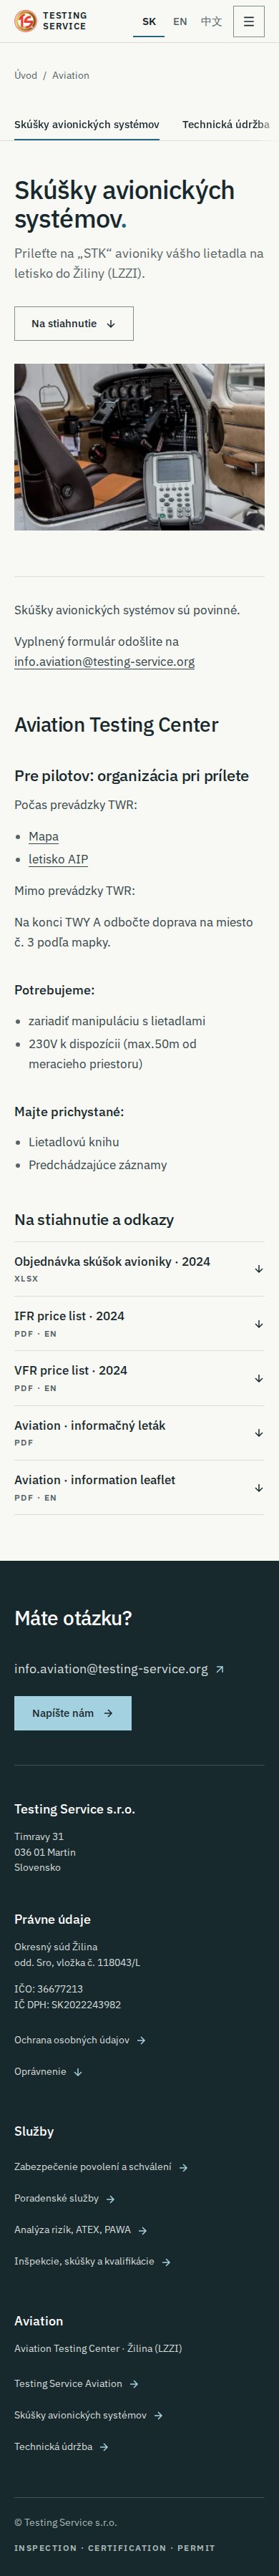 TESTING
SERVICE
SK EN 中文
Úvod / Aviation
Skúšky avionických systémov Technická údržba
Skúšky avionických
systémov.
Prileťte na „STK“ avioniky vášho lietadla na
letisko do Žiliny (LZZI).
Na stiahnutie ↓
Skúšky avionických systémov sú povinné.
Vyplnený formulár odošlite na
info.aviation@testing-service.org
Aviation Testing Center
Pre pilotov: organizácia pri prílete
Počas prevádzky TWR:
• Mapa
• letisko AIP
Mimo prevádzky TWR:
Na konci TWY A odbočte doprava na miesto
č. 3 podľa mapky.
Potrebujeme:
• zariadiť manipuláciu s lietadlami
• 230V k dispozícii (max.50m od
meracieho priestoru)
Majte prichystané:
• Lietadlovú knihu
• Predchádzajúce záznamy
Na stiahnutie a odkazy
Objednávka skúšok avioniky · 2024 ↓
XLSX
IFR price list · 2024 ↓
PDF · EN
VFR price list · 2024 ↓
PDF · EN
Aviation · informačný leták ↓
PDF
Aviation · information leaflet ↓
PDF · EN
Máte otázku?
info.aviation@testing-service.org ↗
Napíšte nám →
Testing Service s.r.o.
Timravy 31
036 01 Martin
Slovensko
Právne údaje
Okresný súd Žilina
odd. Sro, vložka č. 118043/L
IČO: 36677213
IČ DPH: SK2022243982
Ochrana osobných údajov →
Oprávnenie ↓
Služby
Zabezpečenie povolení a schválení →
Poradenské služby →
Analýza rizík, ATEX, PAWA →
Inšpekcie, skúšky a kvalifikácie →
Aviation
Aviation Testing Center · Žilina (LZZI)
Testing Service Aviation →
Skúšky avionických systémov →
Technická údržba →
© Testing Service s.r.o.
INSPECTION · CERTIFICATION · PERMIT